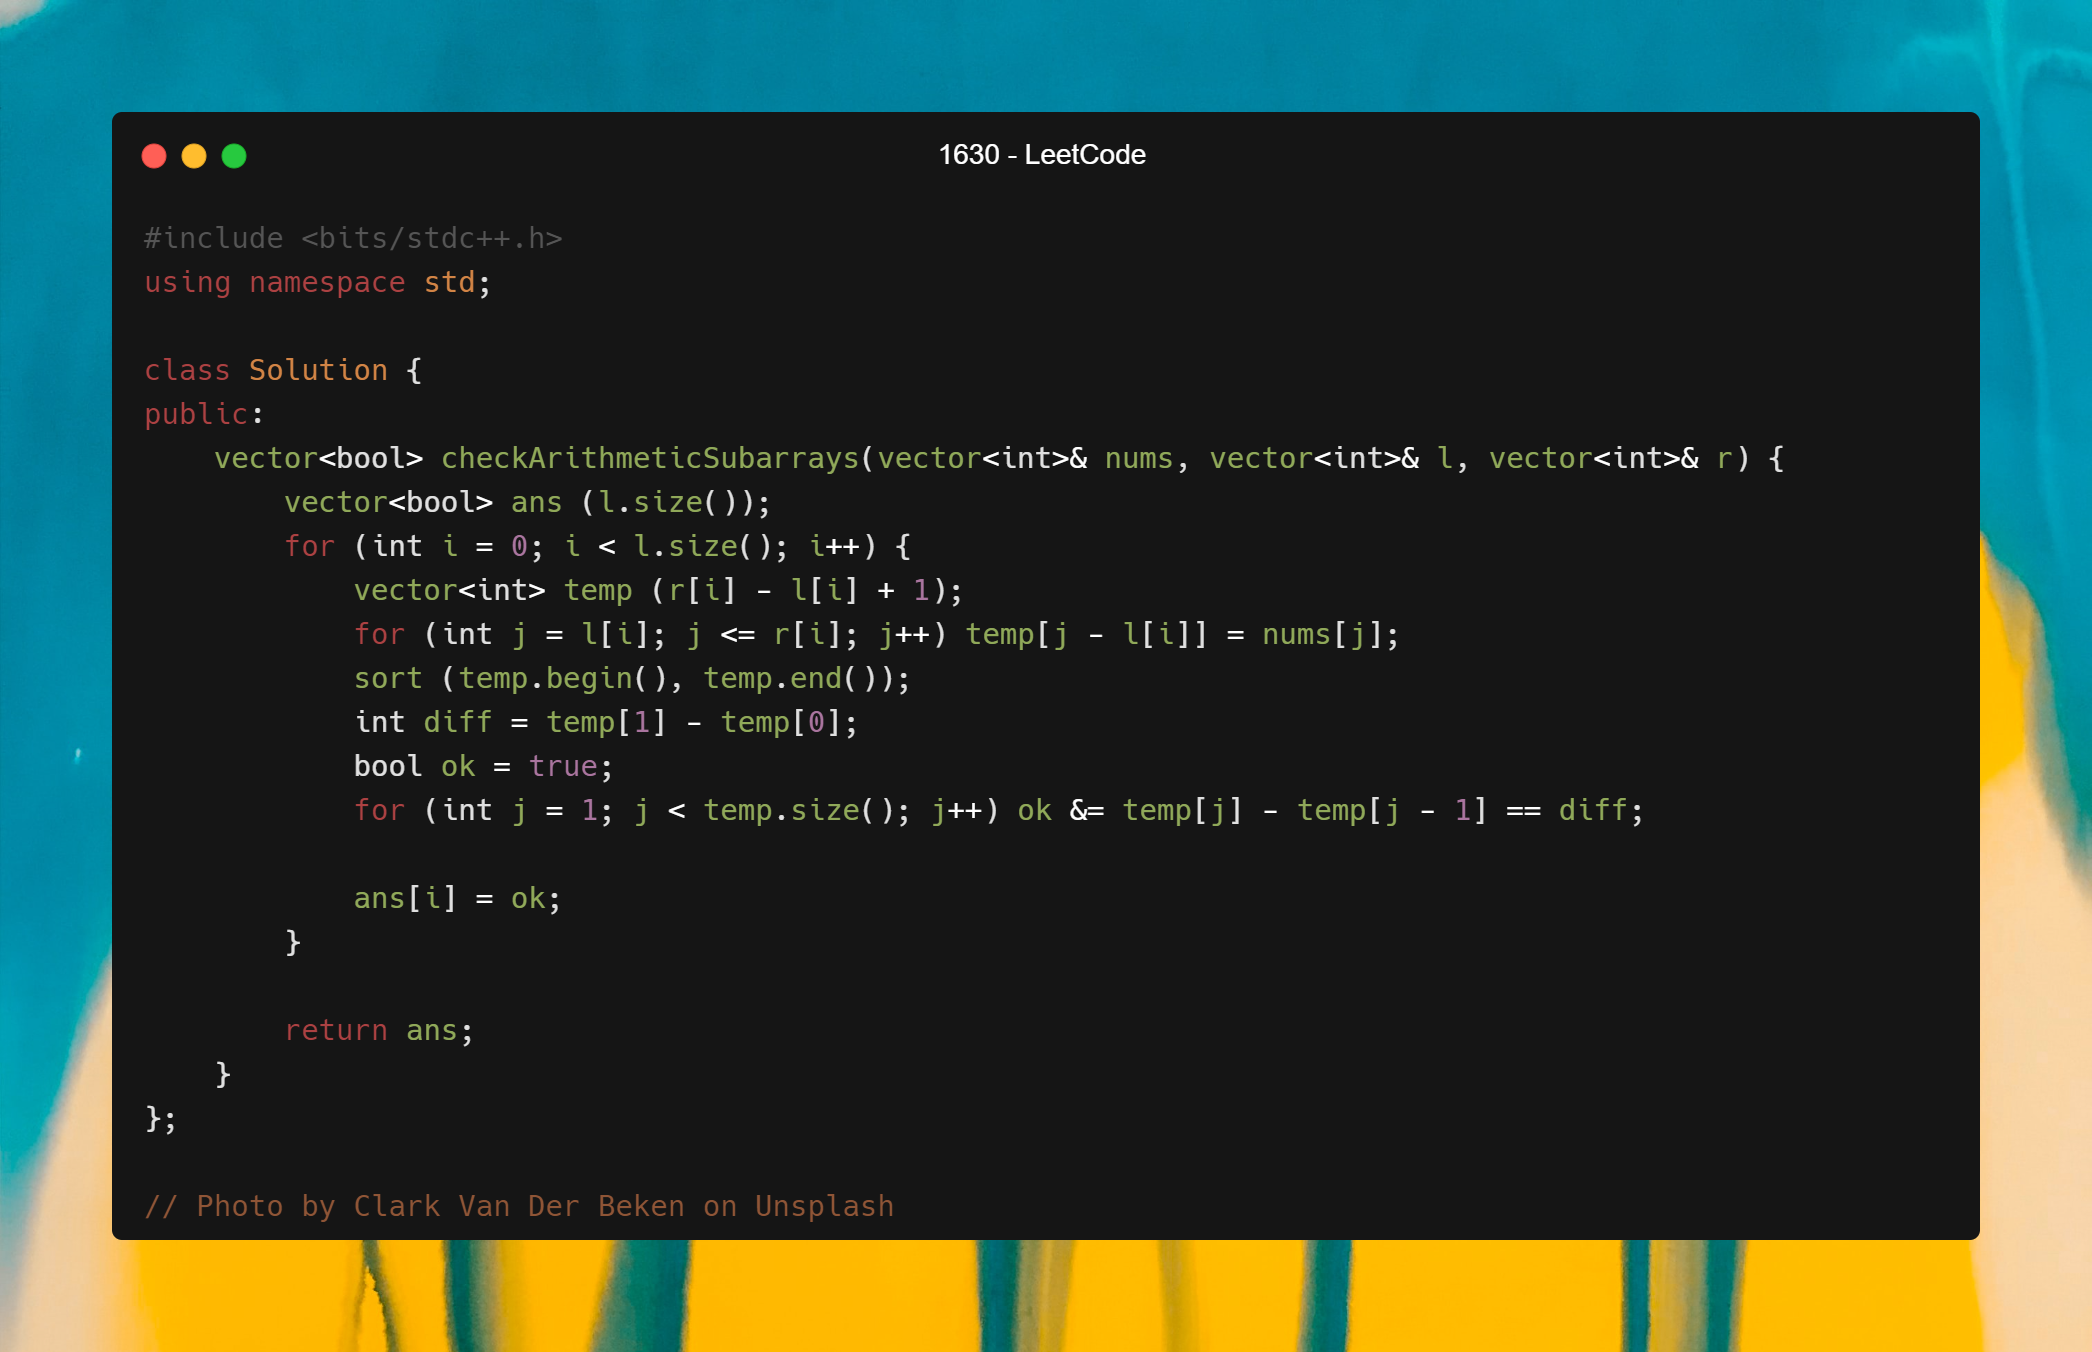 1630 - LeetCode
#include <bits/stdc++.h>
using namespace std;
class Solution {
public:
    vector<bool> checkArithmeticSubarrays(vector<int>& nums, vector<int>& l, vector<int>& r) {
        vector<bool> ans (l.size());
        for (int i = 0; i < l.size(); i++) {
            vector<int> temp (r[i] - l[i] + 1);
            for (int j = l[i]; j <= r[i]; j++) temp[j - l[i]] = nums[j];
            sort (temp.begin(), temp.end());
            int diff = temp[1] - temp[0];
            bool ok = true;
            for (int j = 1; j < temp.size(); j++) ok &= temp[j] - temp[j - 1] == diff;
            ans[i] = ok;
        }
        return ans;
    }
};
// Photo by Clark Van Der Beken on Unsplash